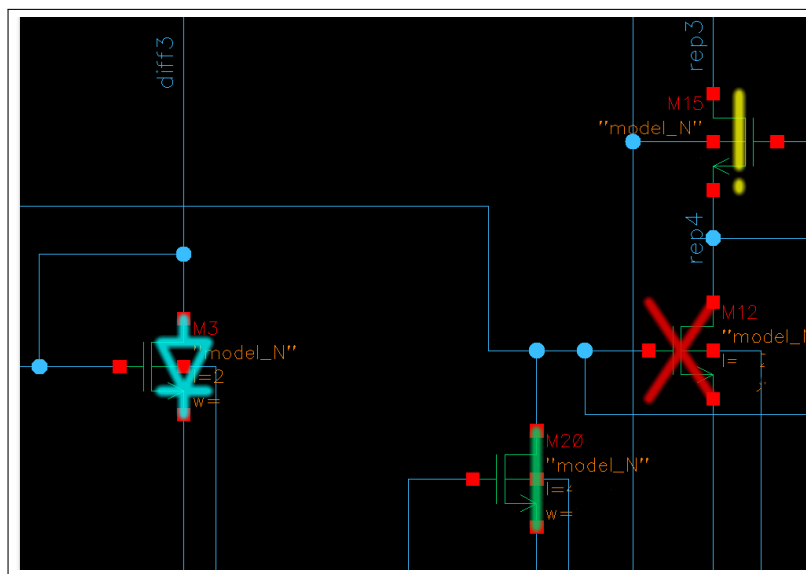 diff3
rep3
M15
"model_N"
rep4
M3
"model_N"
l=2
w=
M12
"model_N
l=
M20
"model_N"
l=
w=